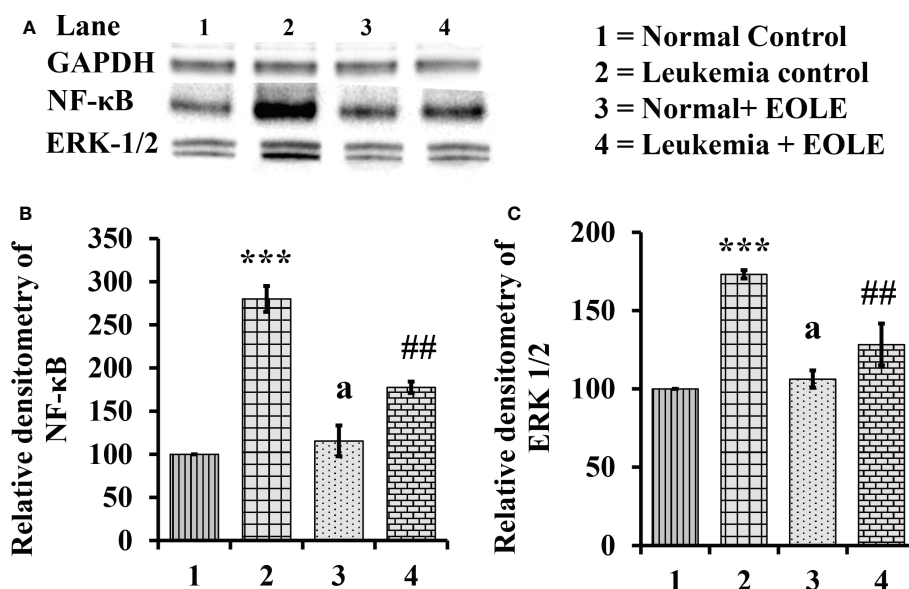 A
Lane 1 2 3 4
GAPDH
NF-κB
ERK-1/2
1 = Normal Control
2 = Leukemia control
3 = Normal+ EOLE
4 = Leukemia + EOLE
B
Relative densitometry of
NF-κB
350
300
250
200
150
100
50
0
***
a
##
1 2 3 4
C
Relative densitometry of
ERK 1/2
200
150
100
50
0
***
a
##
1 2 3 4